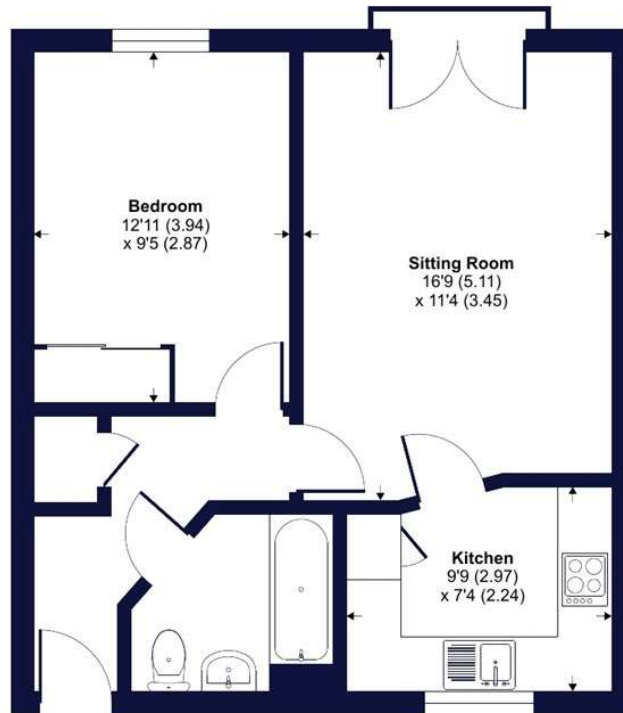 Bedroom
12'11 (3.94)
x 9'5 (2.87)
Sitting Room
16'9 (5.11)
x 11'4 (3.45)
Kitchen
9'9 (2.97)
x 7'4 (2.24)